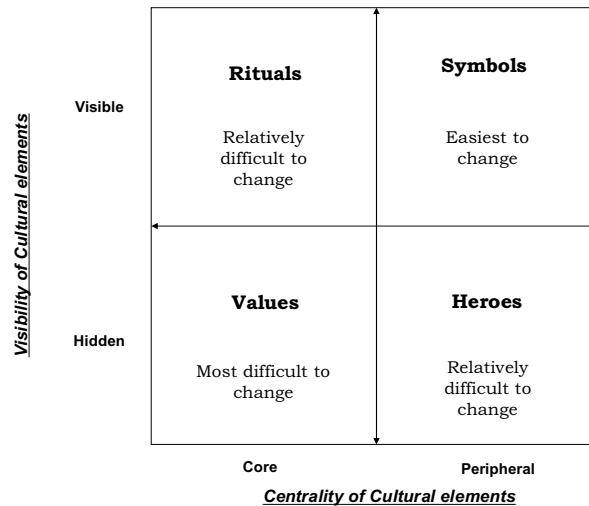 Rituals
Symbols
Visible
Relatively
difficult to
change
Easiest to
change
Visibility of Cultural elements
Values
Heroes
Hidden
Most difficult to
change
Relatively
difficult to
change
Core
Peripheral
Centrality of Cultural elements